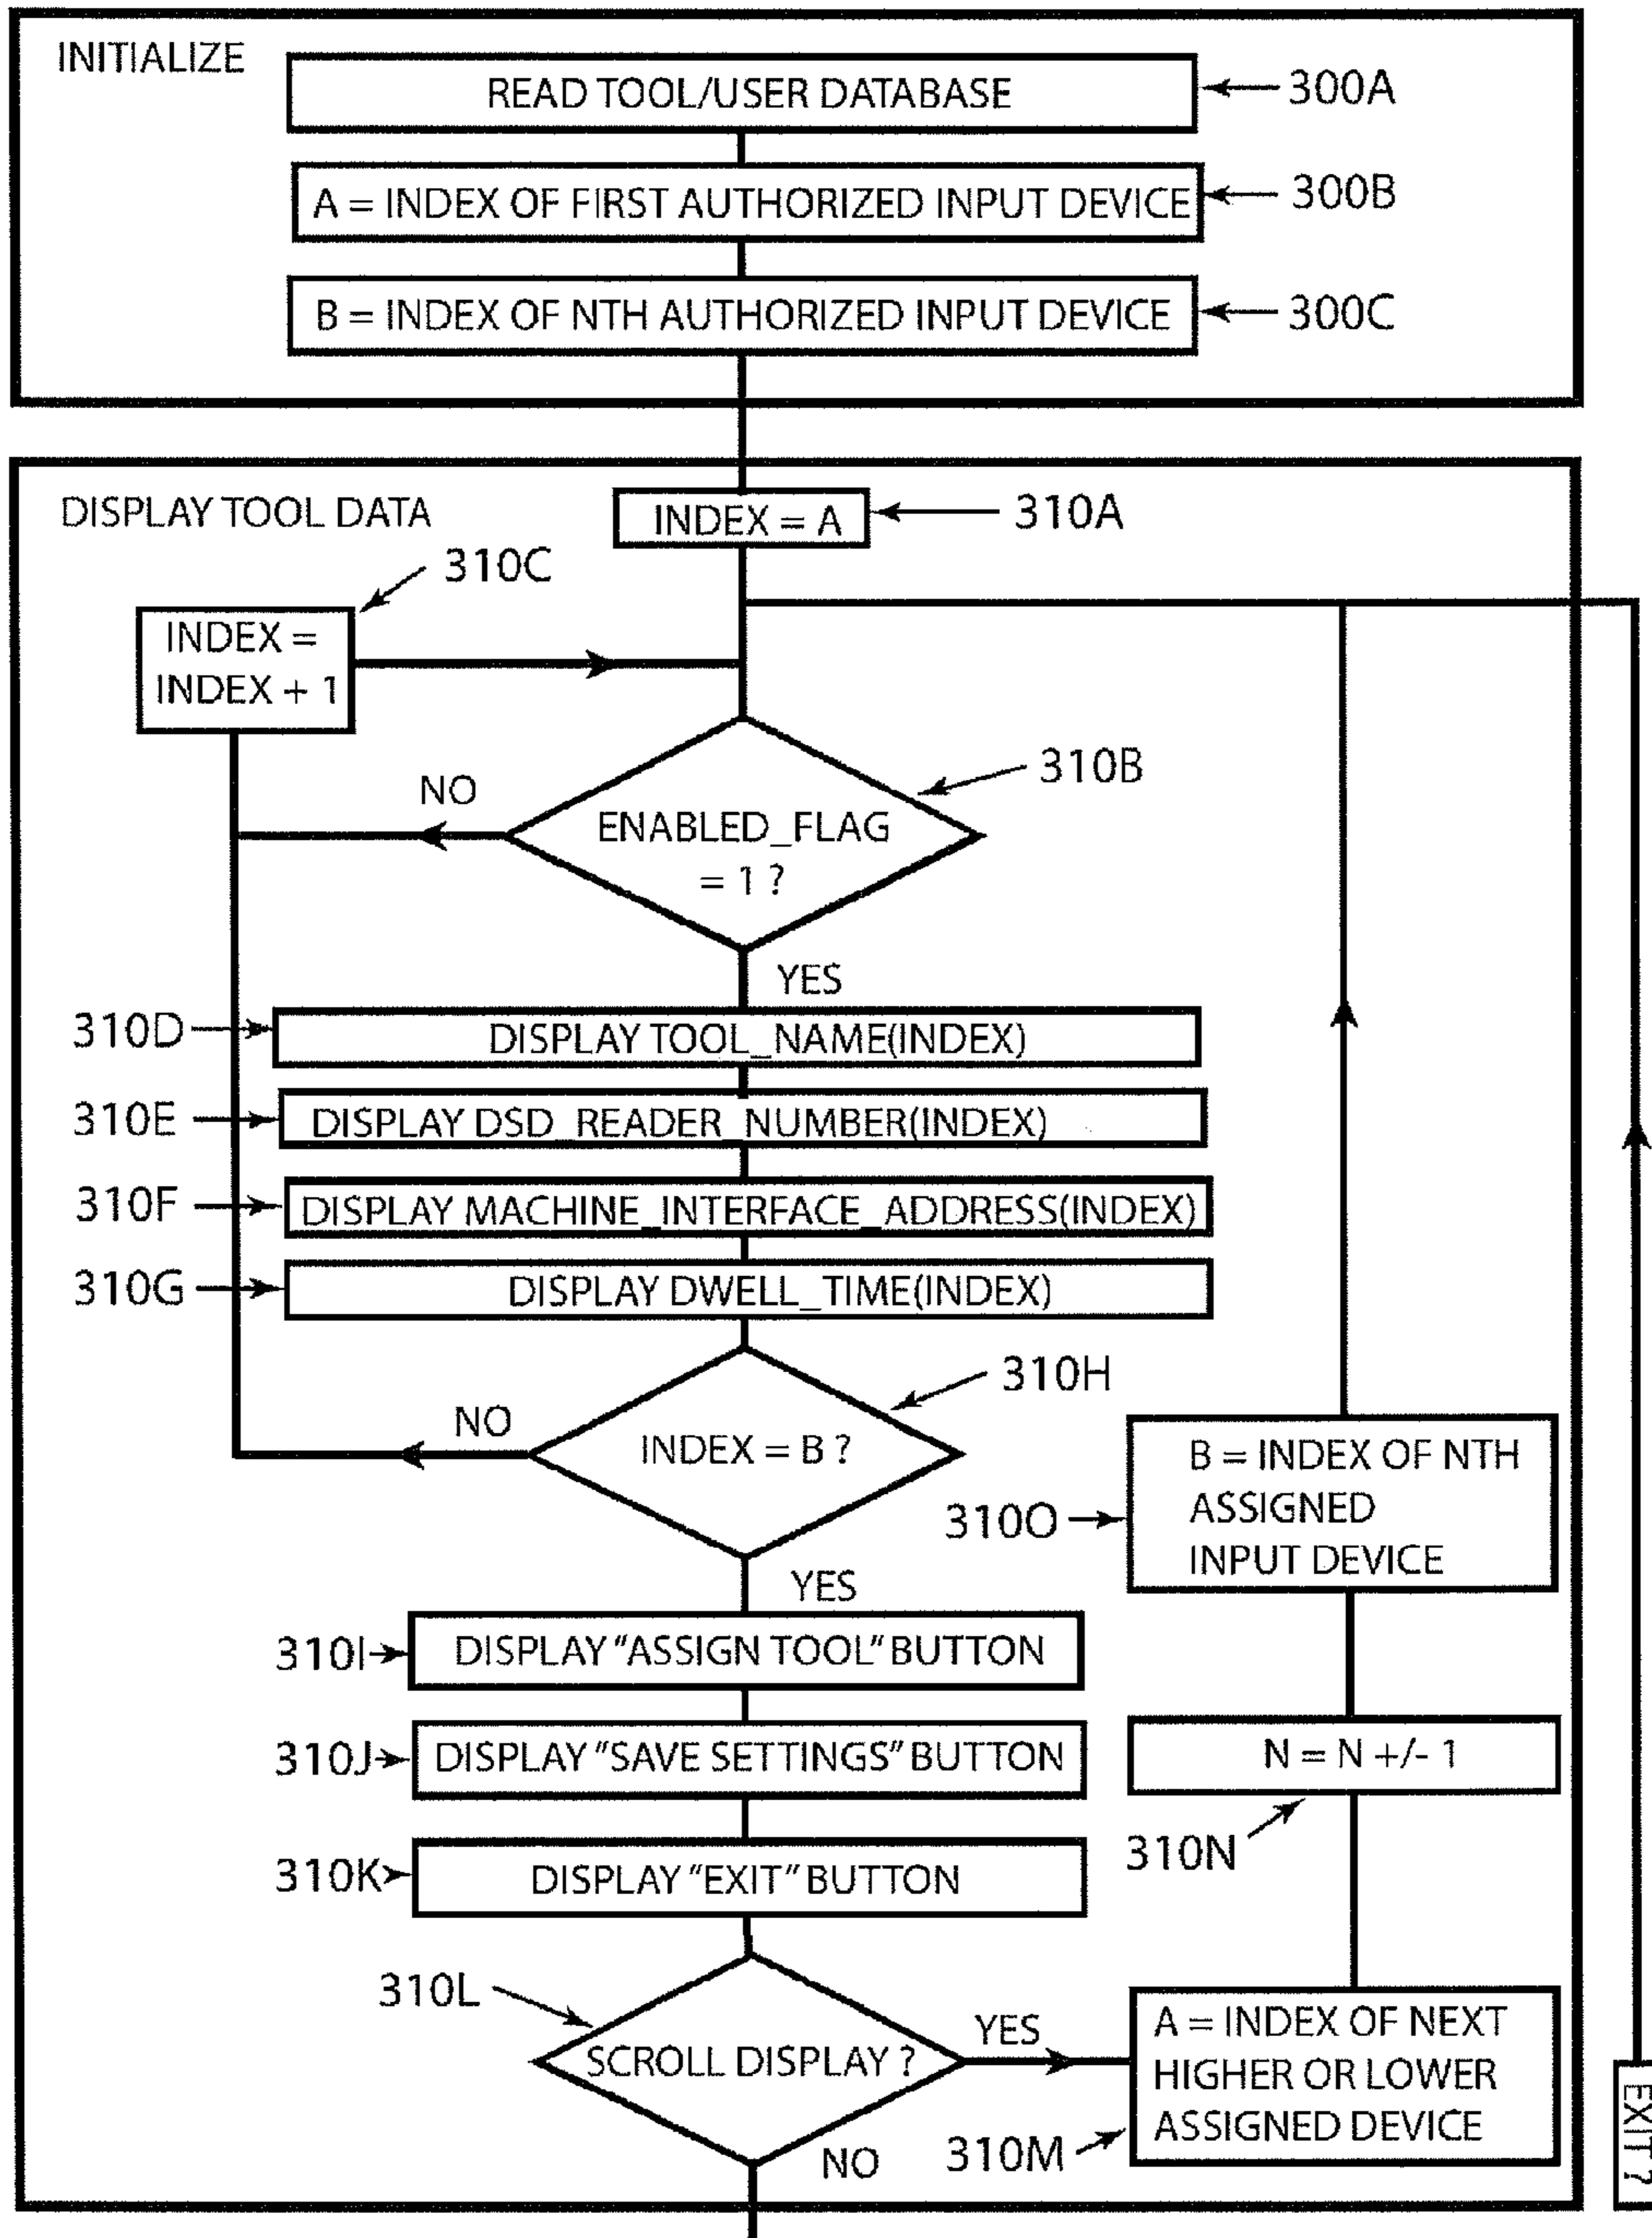 INITIALIZE
READ TOOL/USER DATABASE
300A
A = INDEX OF FIRST AUTHORIZED INPUT DEVICE
300B
B = INDEX OF NTH AUTHORIZED INPUT DEVICE
300C
DISPLAY TOOL DATA
INDEX = A
310A
310C
INDEX =
INDEX + 1
310B
NO
ENABLED_FLAG
= 1 ?
YES
310D
DISPLAY TOOL_NAME(INDEX)
310E
DISPLAY DSD_READER_NUMBER(INDEX)
310F
DISPLAY MACHINE_INTERFACE_ADDRESS(INDEX)
310G
DISPLAY DWELL_TIME(INDEX)
310H
NO
INDEX = B ?
YES
B = INDEX OF NTH
ASSIGNED
INPUT DEVICE
310O
310I
DISPLAY "ASSIGN TOOL" BUTTON
310J
DISPLAY "SAVE SETTINGS" BUTTON
N = N +/- 1
310N
310K
DISPLAY "EXIT" BUTTON
310L
SCROLL DISPLAY ?
YES
NO
A = INDEX OF NEXT
HIGHER OR LOWER
ASSIGNED DEVICE
310M
EXIT ?